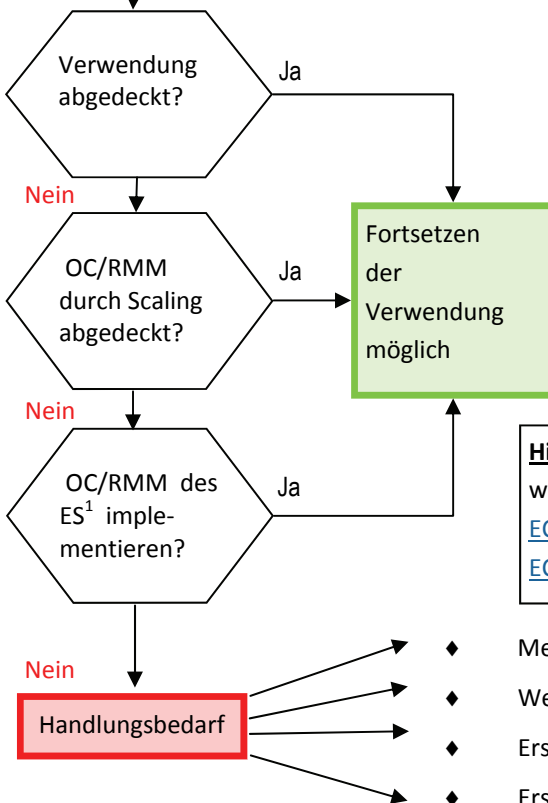 Verwendung
abgedeckt?
Ja
Nein
OC/RMM
durch Scaling
abgedeckt?
Ja
Fortsetzen
der
Verwendung
möglich
Nein
OC/RMM des
ES¹ imple-
mentieren?
Ja
Nein
Handlungsbedarf